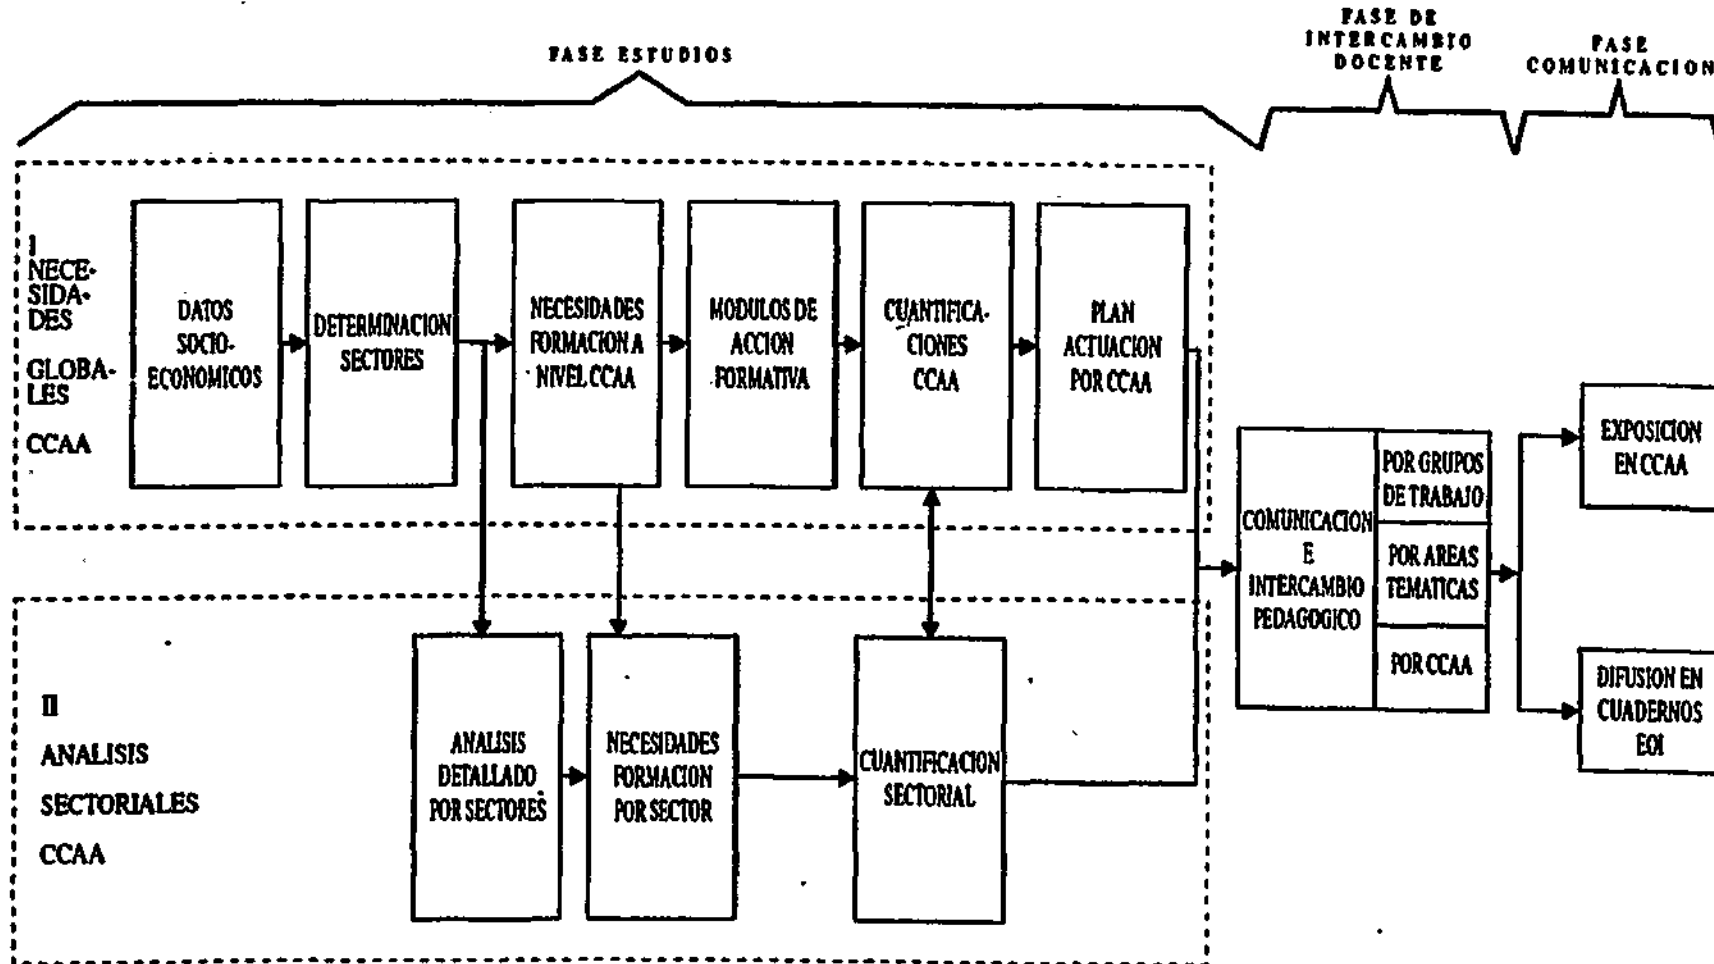 FASE ESTUDIOS
FASE DE
INTERCAMBIO
DOCENTE
FASE
COMUNICACION
I
NECE-
SIDA-
DES
GLOBA-
LES
CCAA
DATOS
SOCIO-
ECONOMICOS
DETERMINACION
SECTORES
NECESIDADES
FORMACION A
NIVEL CCAA
MODULOS DE
ACCION
FORMATIVA
CUANTIFICA-
CIONES
CCAA
PLAN
ACTUACION
POR CCAA
COMUNICACION
E
INTERCAMBIO
PEDAGOGICO
POR GRUPOS
DE TRABAJO
POR AREAS
TEMATICAS
POR CCAA
EXPOSICION
EN CCAA
DIFUSION EN
CUADERNOS
EOI
II
ANALISIS
SECTORIALES
CCAA
ANALISIS
DETALLADO
POR SECTORES
NECESIDADES
FORMACION
POR SECTOR
CUANTIFICACION
SECTORIAL